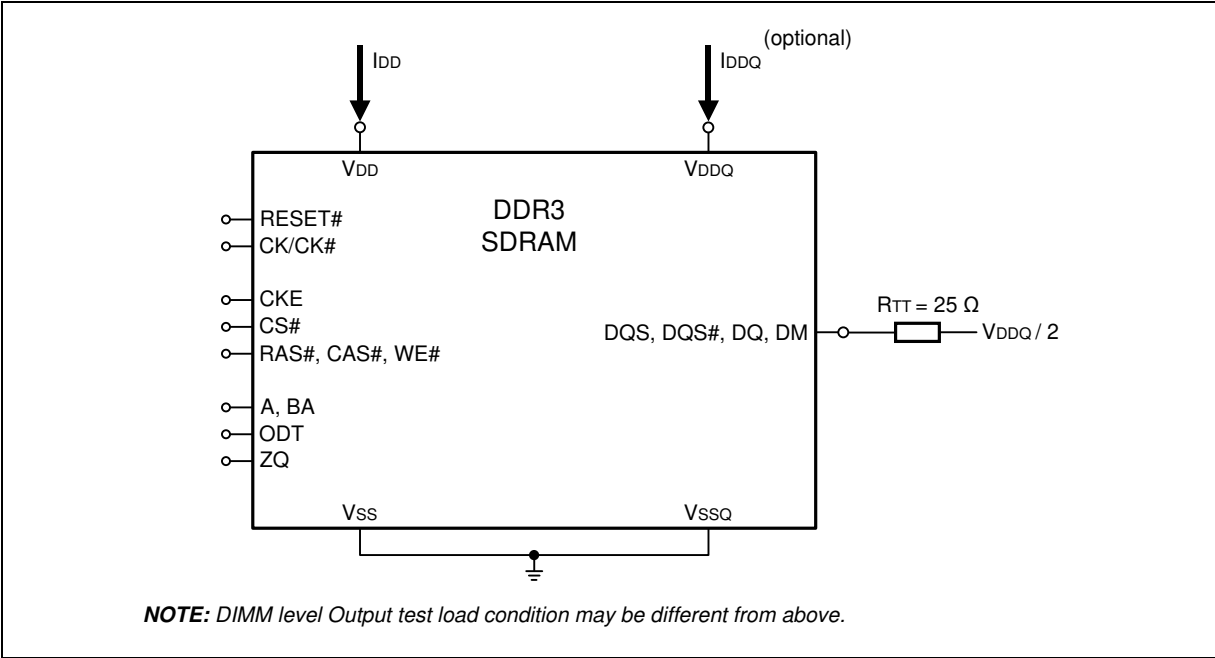 (optional)
IDD
IDDQ
VDD
VDDQ
DDR3
SDRAM
RESET#
CK/CK#
CKE
CS#
RAS#, CAS#, WE#
A, BA
ODT
ZQ
DQS, DQS#, DQ, DM
RTT = 25 Ω
VDDQ / 2
VSS
VSSQ
NOTE: DIMM level Output test load condition may be different from above.